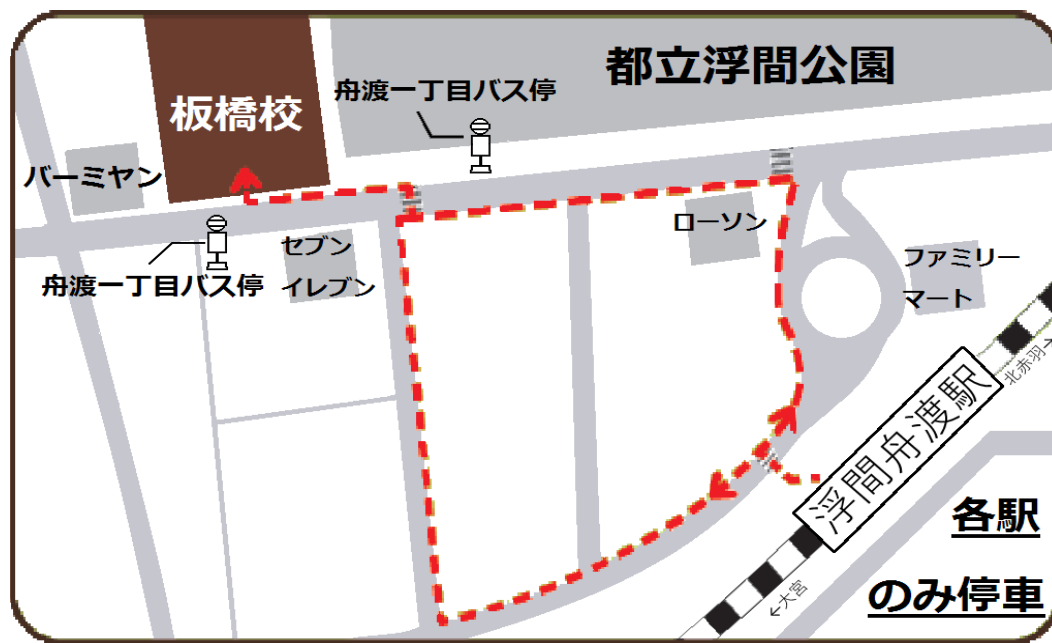 都立浮間公園
舟渡一丁目バス停
板橋校
バーミヤン
ローソン
セブン
イレブン
舟渡一丁目バス停
ファミリー
マート
北赤羽→
浮間舟渡駅
←大宮
各駅
のみ停車